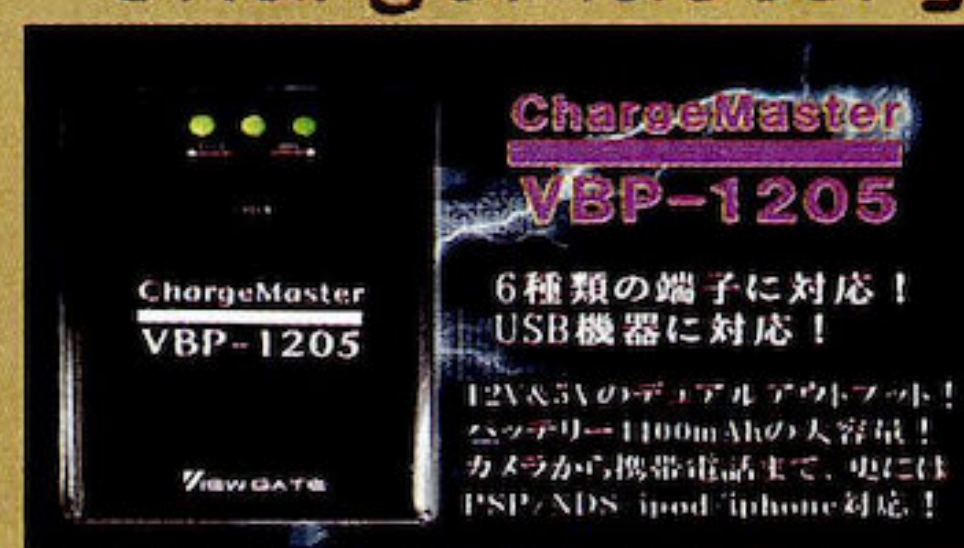 ChargeMaster
VBP-1205
VIEWGATE
ChargeMaster
VBP-1205
6種類の端子に対応！
USB機器に対応！
12V&5Vのデュアルアウトプット！
バッテリー4400mAhの大容量！
カメラから携帯電話まで、更には
PSP/NDS ipod/iphone対応！